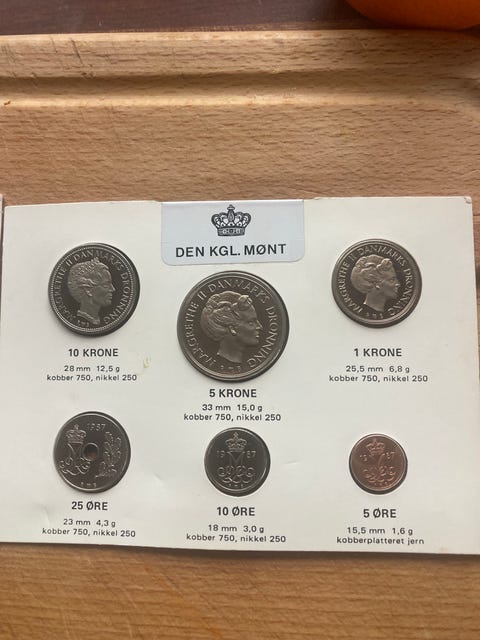 DEN KGL. MØNT
MARGRETHE II DANMARKS DRONNING
10 KRONE
28 mm 12,5 g
kobber 750, nikkel 250
MARGRETHE II DANMARKS DRONNING
5 KRONE
33 mm 15,0 g
kobber 750, nikkel 250
MARGRETHE II DANMARKS DRONNING
1 KRONE
25,5 mm 6,8 g
kobber 750, nikkel 250
1987
25 ØRE
23 mm 4,3 g
kobber 750, nikkel 250
19 87
10 ØRE
18 mm 3,0 g
kobber 750, nikkel 250
19 87
5 ØRE
15,5 mm 1,6 g
kobberplatteret jern